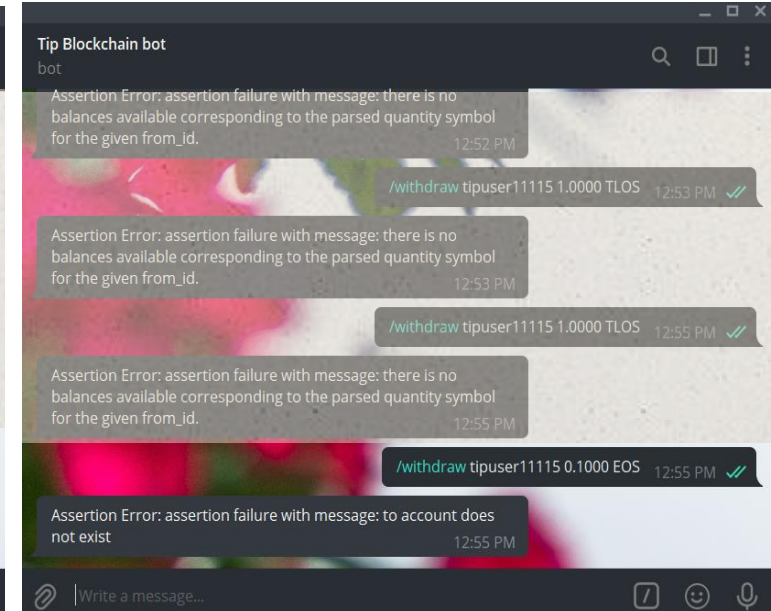 Tip Blockchain bot
bot
Assertion Error: assertion failure with message: there is no
balances available corresponding to the parsed quantity symbol
for the given from_id.
12:52 PM
/withdraw tipuser11115 1.0000 TLOS 12:53 PM
Assertion Error: assertion failure with message: there is no
balances available corresponding to the parsed quantity symbol
for the given from_id.
12:53 PM
/withdraw tipuser11115 1.0000 TLOS 12:55 PM
Assertion Error: assertion failure with message: there is no
balances available corresponding to the parsed quantity symbol
for the given from_id.
12:55 PM
/withdraw tipuser11115 0.1000 EOS 12:55 PM
Assertion Error: assertion failure with message: to account does
not exist
12:55 PM
Write a message...